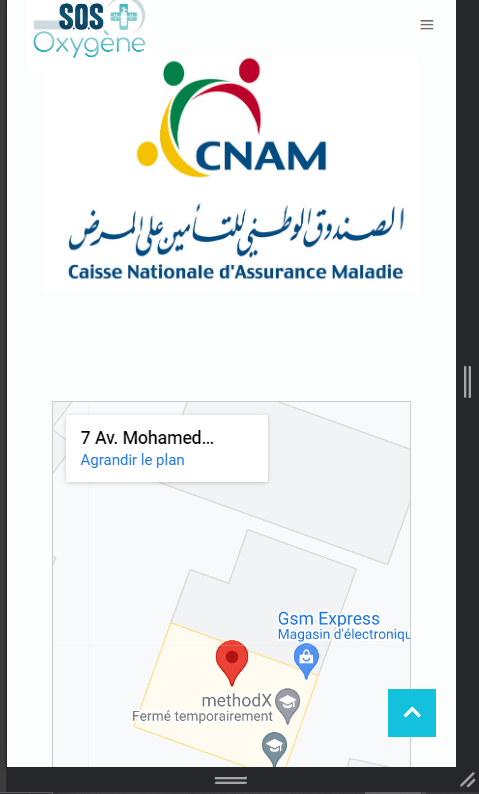 S.O.S
Oxygène
CNAM
الصندوق الوطني للتأمين على المرض
Caisse Nationale d'Assurance Maladie
7 Av. Mohamed...
Agrandir le plan
Gsm Express
Magasin d'électroniqu
methodX
Fermé temporairement